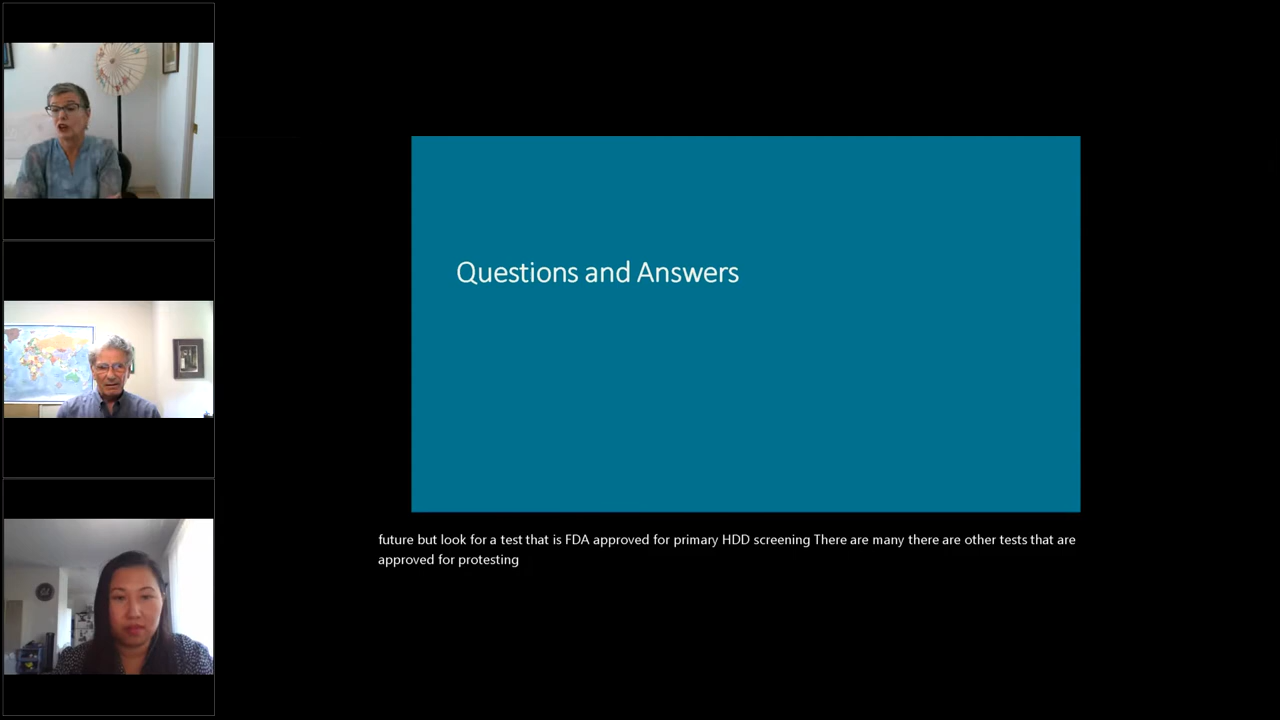 Questions and Answers
future but look for a test that is FDA approved for primary HDD screening There are many there are other tests that are
approved for protesting